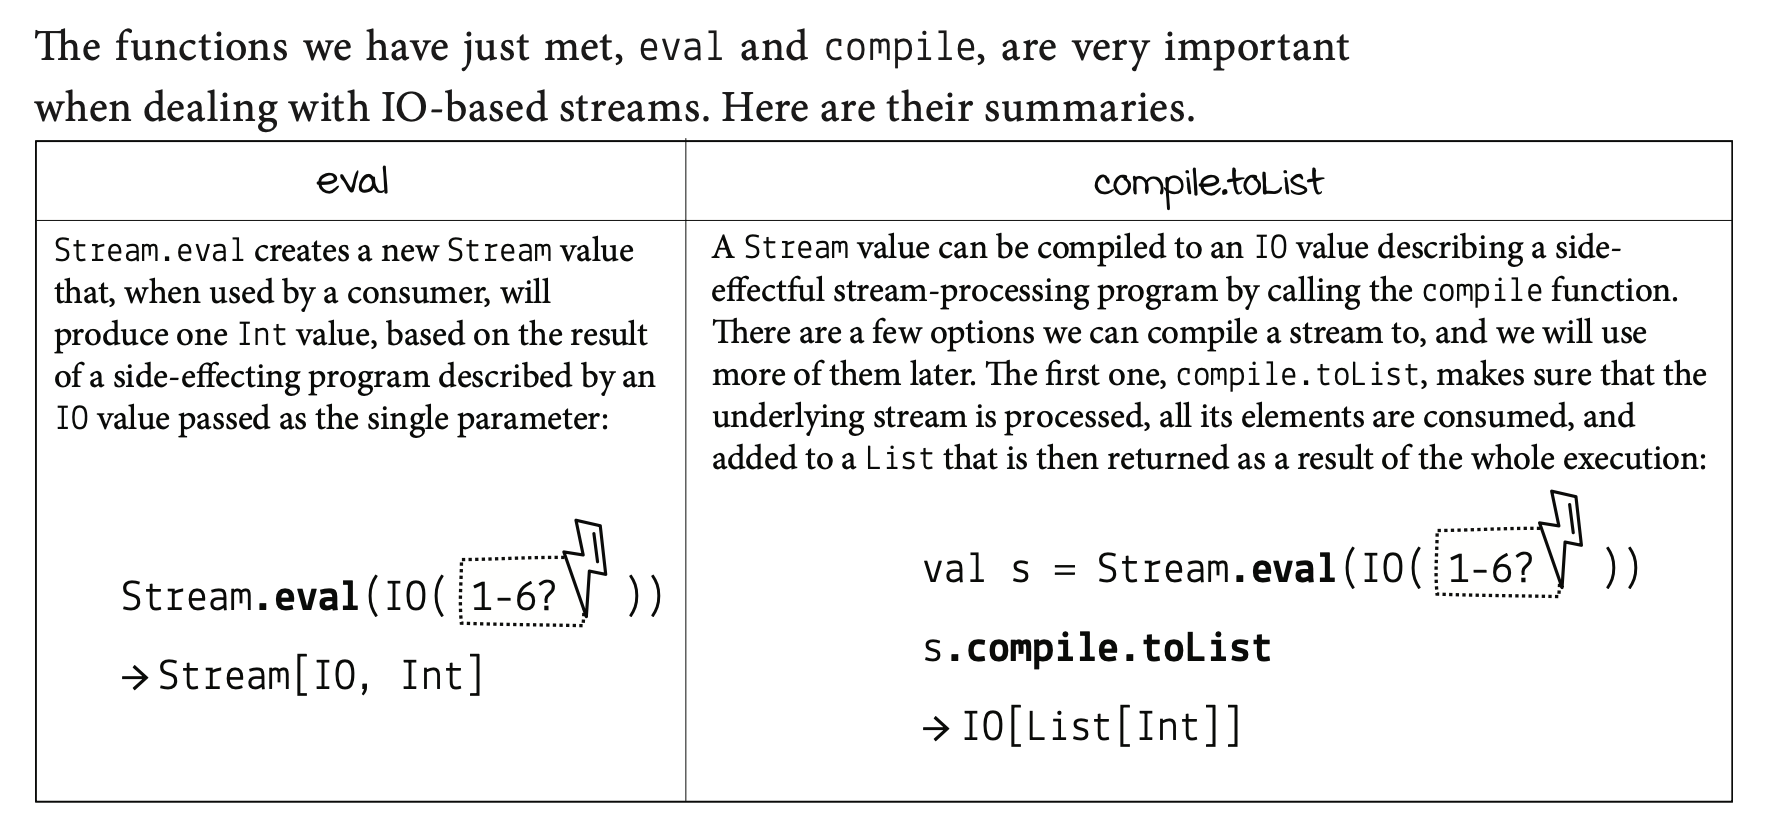 The functions we have just met, eval and compile, are very important
when dealing with IO-based streams. Here are their summaries.
eval
Stream.eval creates a new Stream value
that, when used by a consumer, will
produce one Int value, based on the result
of a side-effecting program described by an
IO value passed as the single parameter:
Stream.eval(IO( 1-6? ))
→ Stream[IO, Int]
compile.toList
A Stream value can be compiled to an IO value describing a side-
effectful stream-processing program by calling the compile function.
There are a few options we can compile a stream to, and we will use
more of them later. The first one, compile.toList, makes sure that the
underlying stream is processed, all its elements are consumed, and
added to a List that is then returned as a result of the whole execution:
val s = Stream.eval(IO( 1-6? ))
s.compile.toList
→ IO[List[Int]]